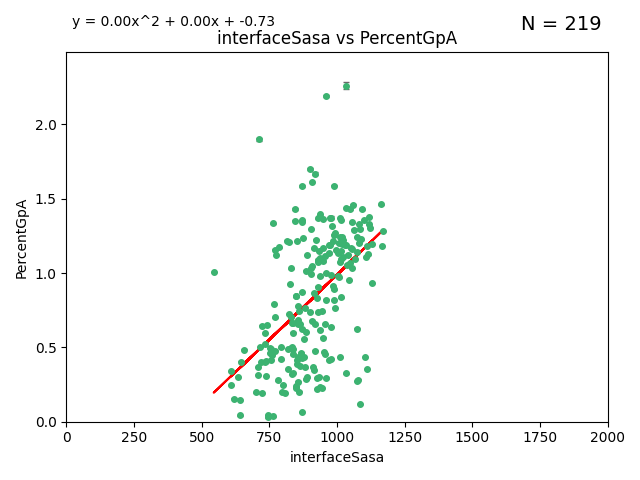 y = 0.00x^2 + 0.00x + -0.73
N = 219
interfaceSasa vs PercentGpA
PercentGpA
2.0
1.5
1.0
0.5
0.0
0 250 500 750 1000 1250 1500 1750 2000
interfaceSasa